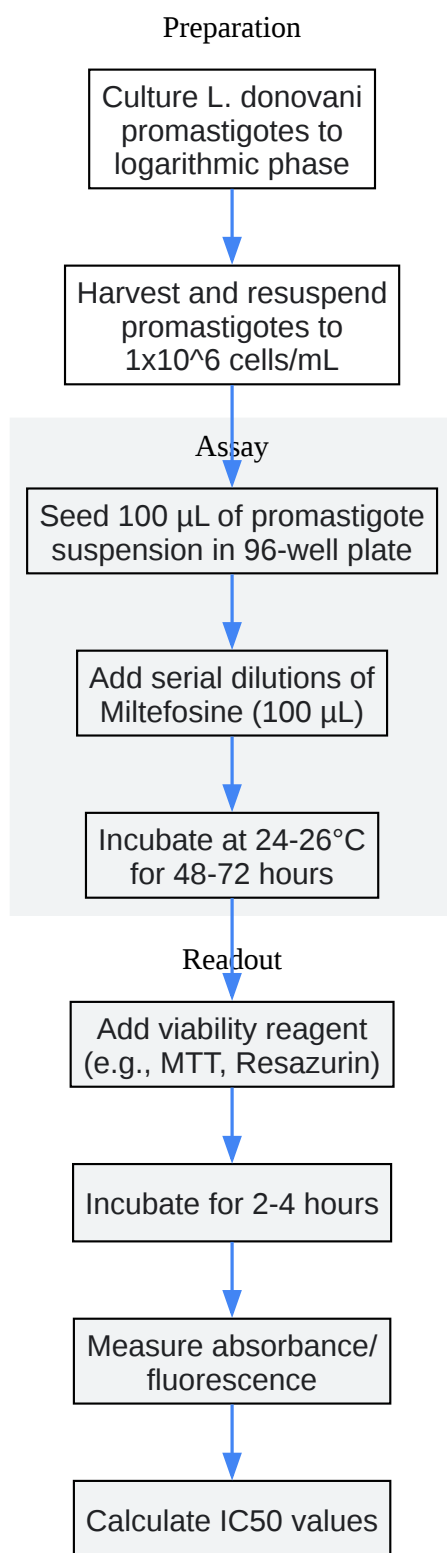 Preparation
Culture L. donovani
promastigotes to
logarithmic phase
Harvest and resuspend
promastigotes to
1x10^6 cells/mL
Assay
Seed 100 µL of promastigote
suspension in 96-well plate
Add serial dilutions of
Miltefosine (100 µL)
Incubate at 24-26°C
for 48-72 hours
Readout
Add viability reagent
(e.g., MTT, Resazurin)
Incubate for 2-4 hours
Measure absorbance/
fluorescence
Calculate IC50 values